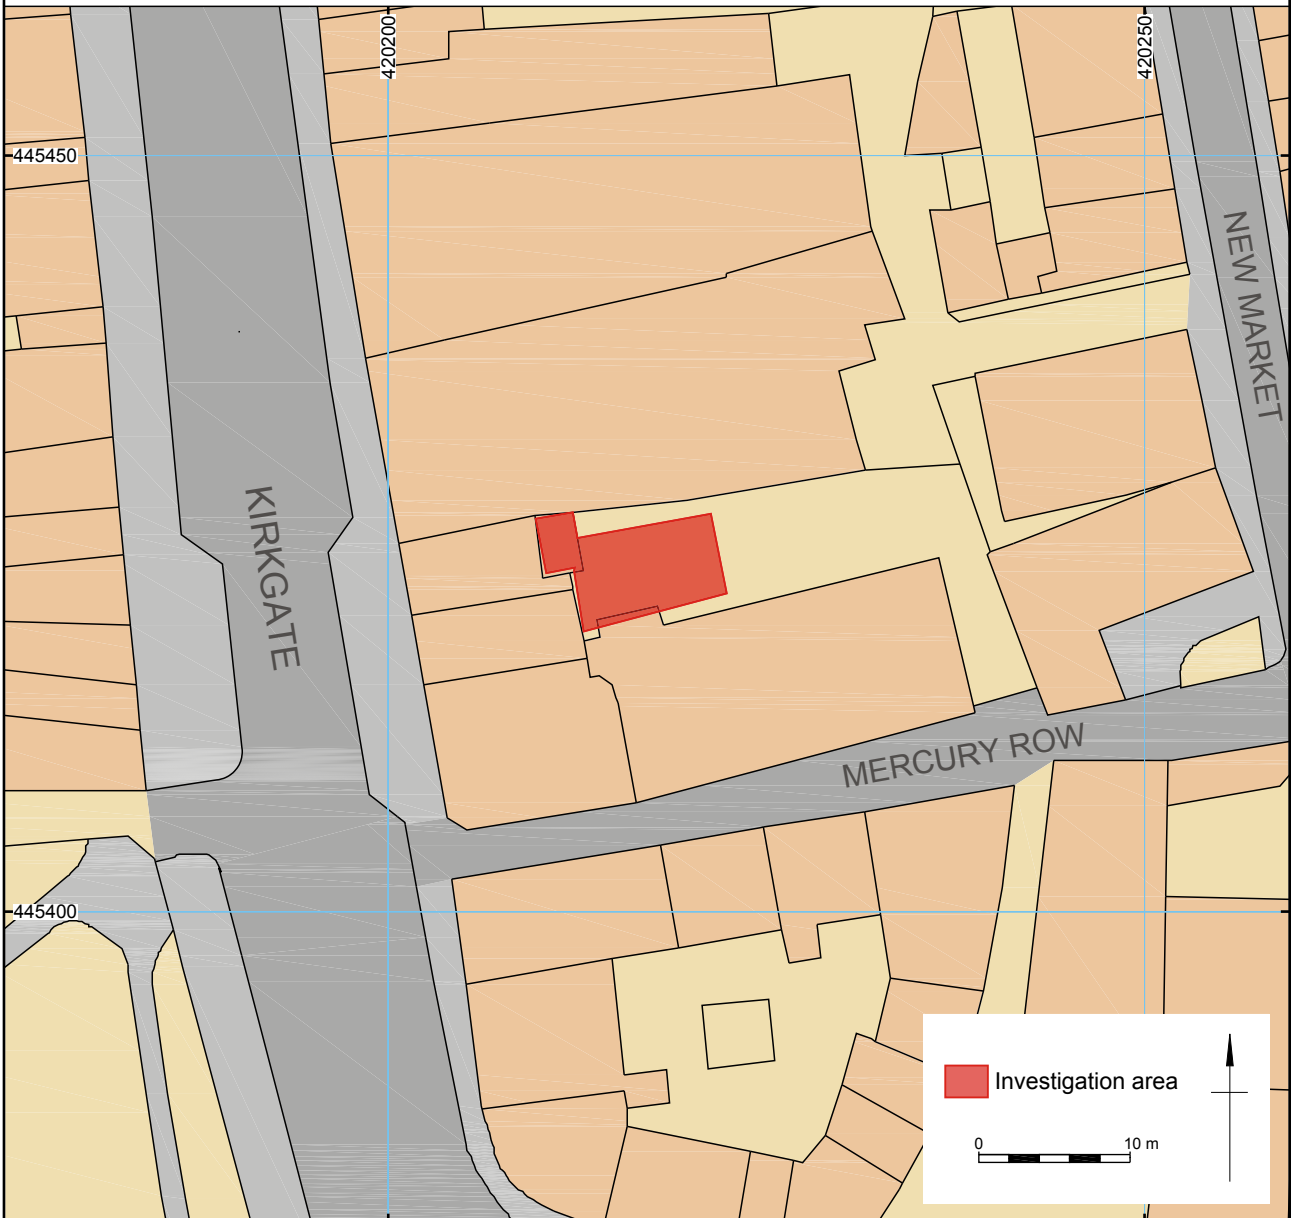 420200
420250
445450
NEW MARKET
KIRKGATE
MERCURY ROW
445400
Investigation area
0 10 m